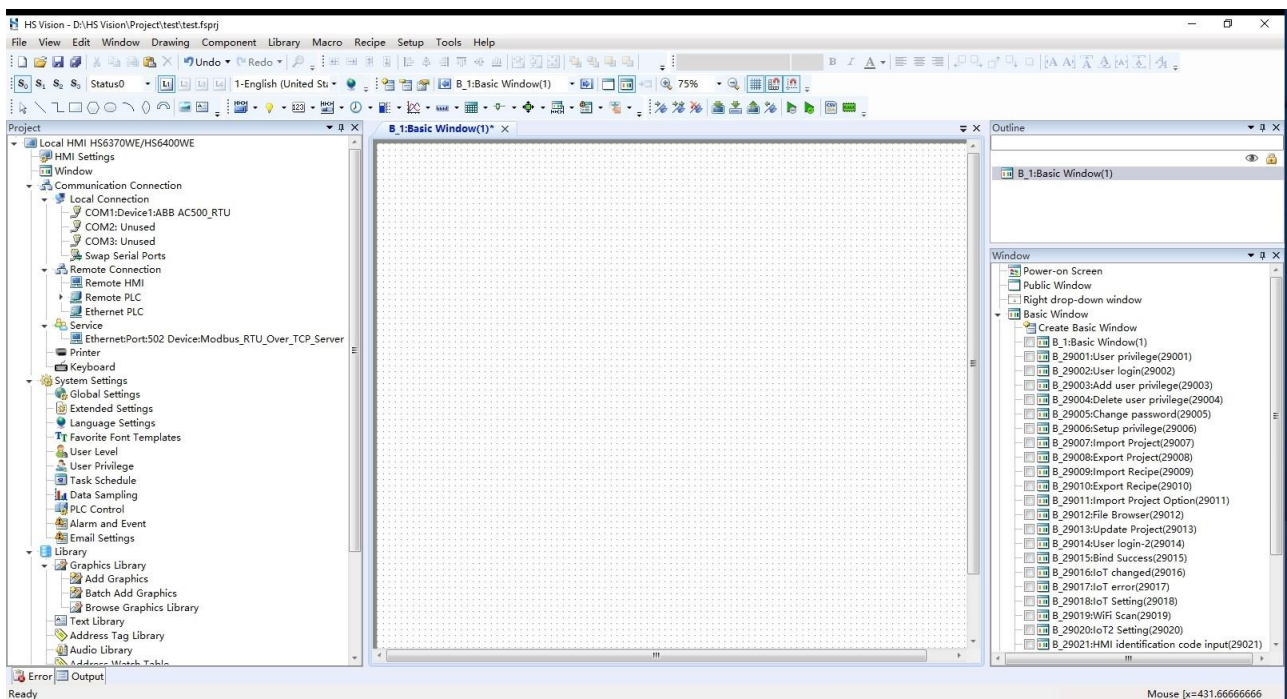 HS Vision - D:\HS Vision\Project\test\test.fsprj
File View Edit Window Drawing Component Library Macro Recipe Setup Tools Help
Undo Redo
S₀ S₁ S₂ S₃ Status0 1-English (United St B_1:Basic Window(1) 75%
Project
Local HMI HS6370WE/HS6400WE
HMI Settings
Window
Communication Connection
Local Connection
COM1:Device1:ABB AC500_RTU
COM2: Unused
COM3: Unused
Swap Serial Ports
Remote Connection
Remote HMI
Remote PLC
Ethernet PLC
Service
Ethernet:Port:502 Device:Modbus_RTU_Over_TCP_Server
Printer
Keyboard
System Settings
Global Settings
Extended Settings
Language Settings
Favorite Font Templates
User Level
User Privilege
Task Schedule
Data Sampling
PLC Control
Alarm and Event
Email Settings
Library
Graphics Library
Add Graphics
Batch Add Graphics
Browse Graphics Library
Text Library
Address Tag Library
Audio Library
Address Watch Table
Error Output
Ready
B_1:Basic Window(1)*
Outline
B_1:Basic Window(1)
Window
Power-on Screen
Public Window
Right drop-down window
Basic Window
Create Basic Window
B_1:Basic Window(1)
B_29001:User privilege(29001)
B_29002:User login(29002)
B_29003:Add user privilege(29003)
B_29004:Delete user privilege(29004)
B_29005:Change password(29005)
B_29006:Setup privilege(29006)
B_29007:Import Project(29007)
B_29008:Export Project(29008)
B_29009:Import Recipe(29009)
B_29010:Export Recipe(29010)
B_29011:Import Project Option(29011)
B_29012:File Browser(29012)
B_29013:Update Project(29013)
B_29014:User login-2(29014)
B_29015:Bind Success(29015)
B_29016:IoT changed(29016)
B_29017:IoT error(29017)
B_29018:IoT Setting(29018)
B_29019:WiFi Scan(29019)
B_29020:IoT2 Setting(29020)
B_29021:HMI identification code input(29021)
Mouse [x=431.66666666